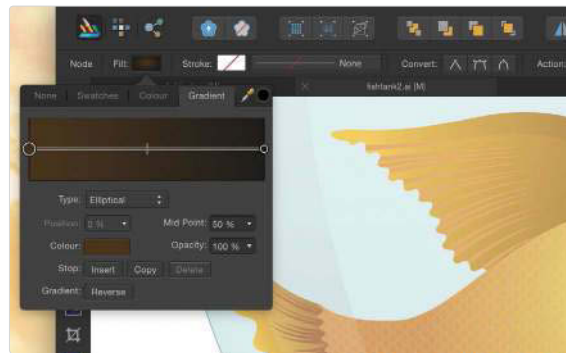 Node Fill: Stroke: None Convert: Action:
fishtank2.ai [M]
None Swatches Colour Gradient
Type: Elliptical
Position: 0 % Mid Point: 50 %
Colour: Opacity: 100 %
Stop: Insert Copy Delete
Gradient: Reverse